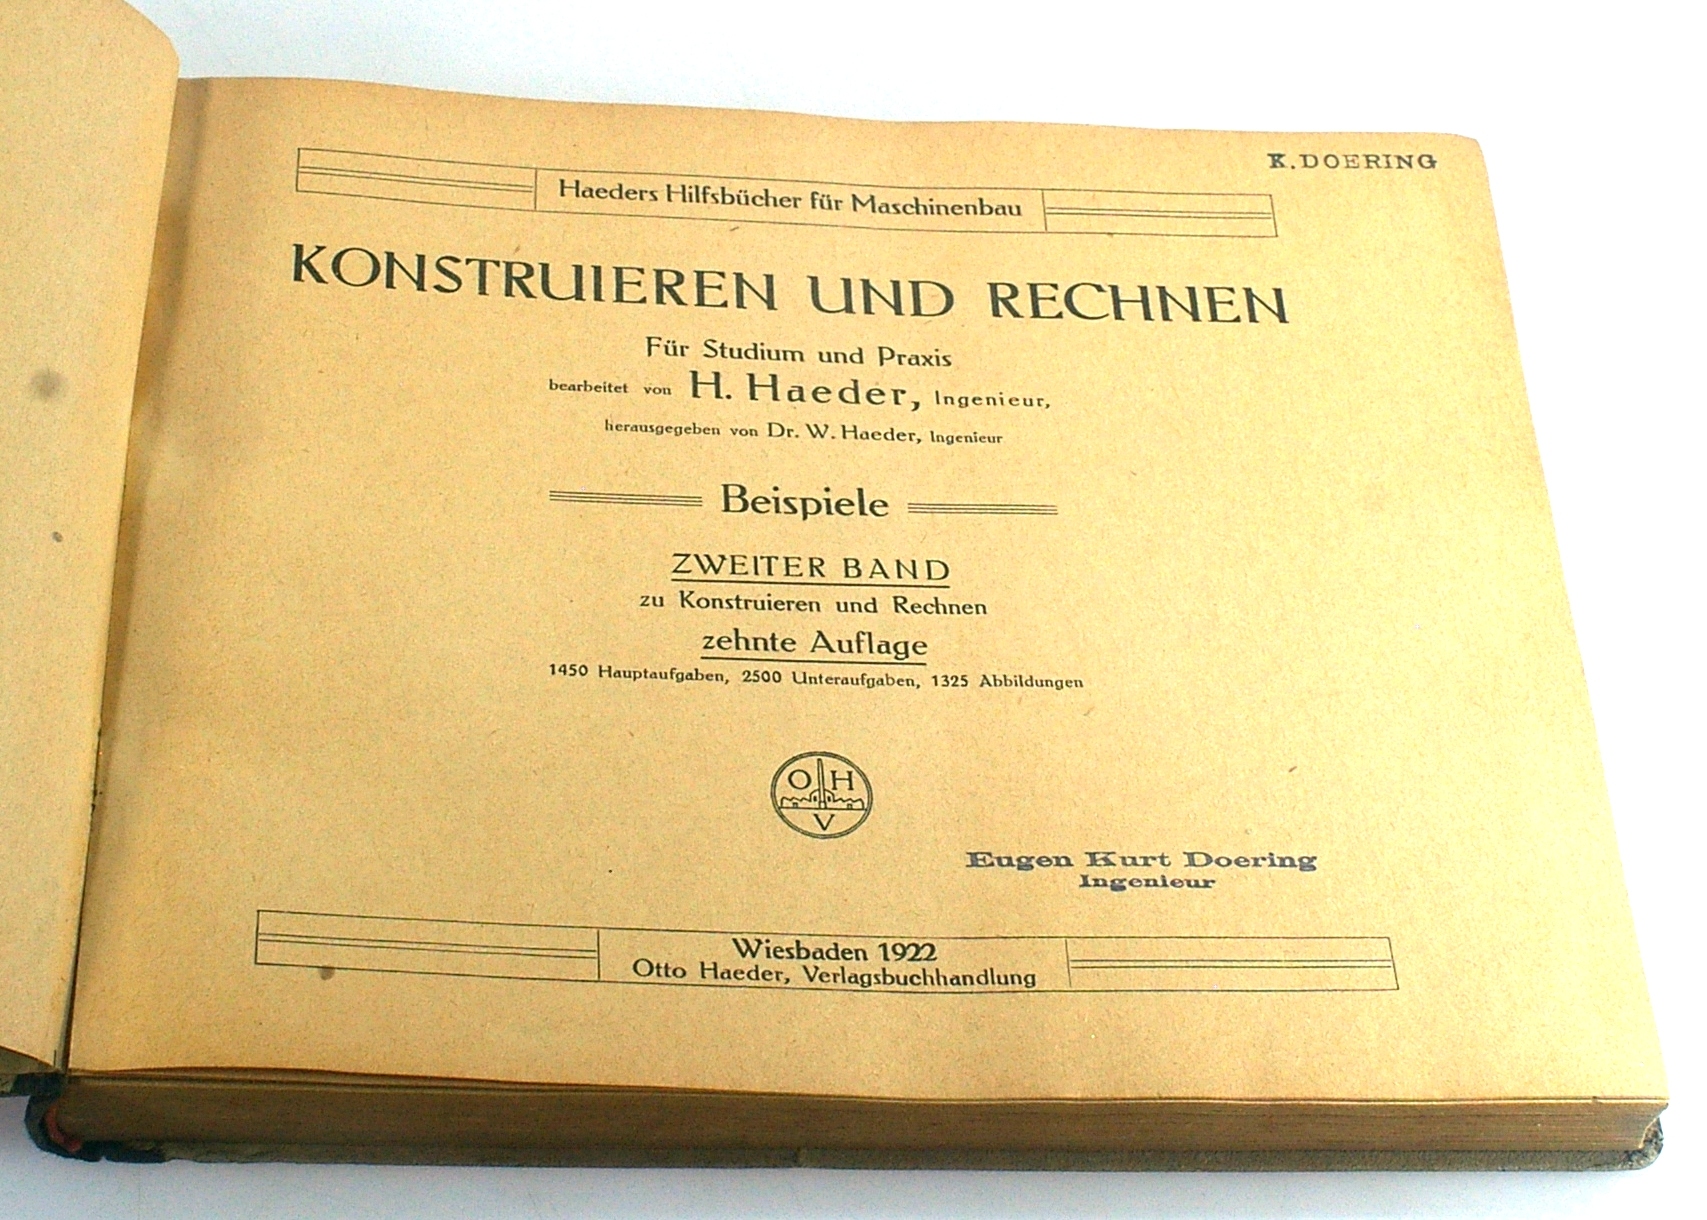 K. DOERING
Haeders Hilfsbücher für Maschinenbau
KONSTRUIEREN UND RECHNEN
Für Studium und Praxis
bearbeitet von H. Haeder, Ingenieur,
herausgegeben von Dr. W. Haeder, Ingenieur
Beispiele
ZWEITER BAND
zu Konstruieren und Rechnen
zehnte Auflage
1450 Hauptaufgaben, 2500 Unteraufgaben, 1325 Abbildungen
O H
V
Eugen Kurt Doering
Ingenieur
Wiesbaden 1922
Otto Haeder, Verlagsbuchhandlung